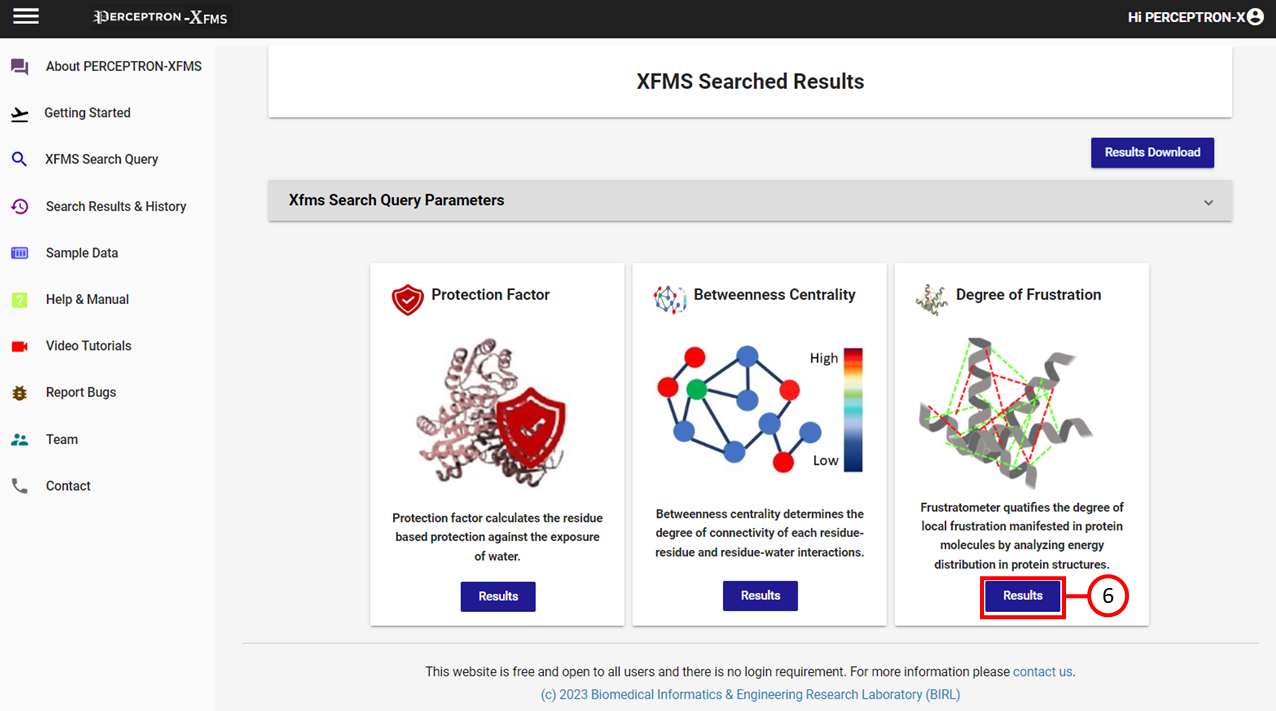 PERCEPTRON-XFMS
Hi PERCEPTRON-X
About PERCEPTRON-XFMS
Getting Started
XFMS Search Query
Search Results & History
Sample Data
? Help & Manual
Video Tutorials
Report Bugs
Team
Contact
XFMS Searched Results
Results Download
Xfms Search Query Parameters
Protection Factor
Protection factor calculates the residue
based protection against the exposure
of water.
Results
Betweenness Centrality
High
Low
Betweenness centrality determines the
degree of connectivity of each residue-
residue and residue-water interactions.
Results
Degree of Frustration
Frustratometer quatifies the degree of
local frustration manifested in protein
molecules by analyzing energy
distribution in protein structures.
Results
6
This website is free and open to all users and there is no login requirement. For more information please contact us.
(c) 2023 Biomedical Informatics & Engineering Research Laboratory (BIRL)